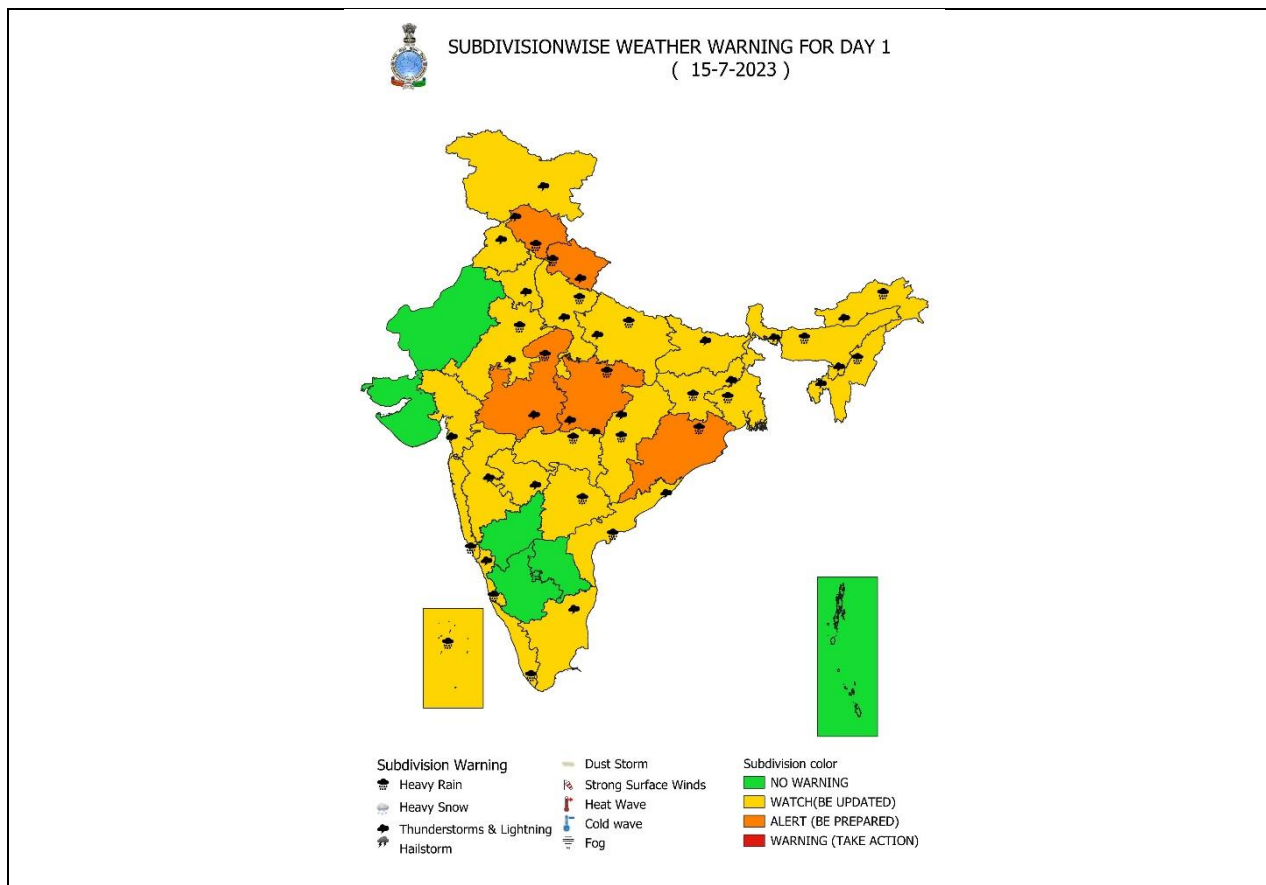 SUBDIVISIONWISE WEATHER WARNING FOR DAY 1
( 15-7-2023 )
Subdivision Warning
Heavy Rain
Heavy Snow
Thunderstorms & Lightning
Hailstorm
Dust Storm
Strong Surface Winds
Heat Wave
Cold wave
Fog
Subdivision color
NO WARNING
WATCH(BE UPDATED)
ALERT (BE PREPARED)
WARNING (TAKE ACTION)